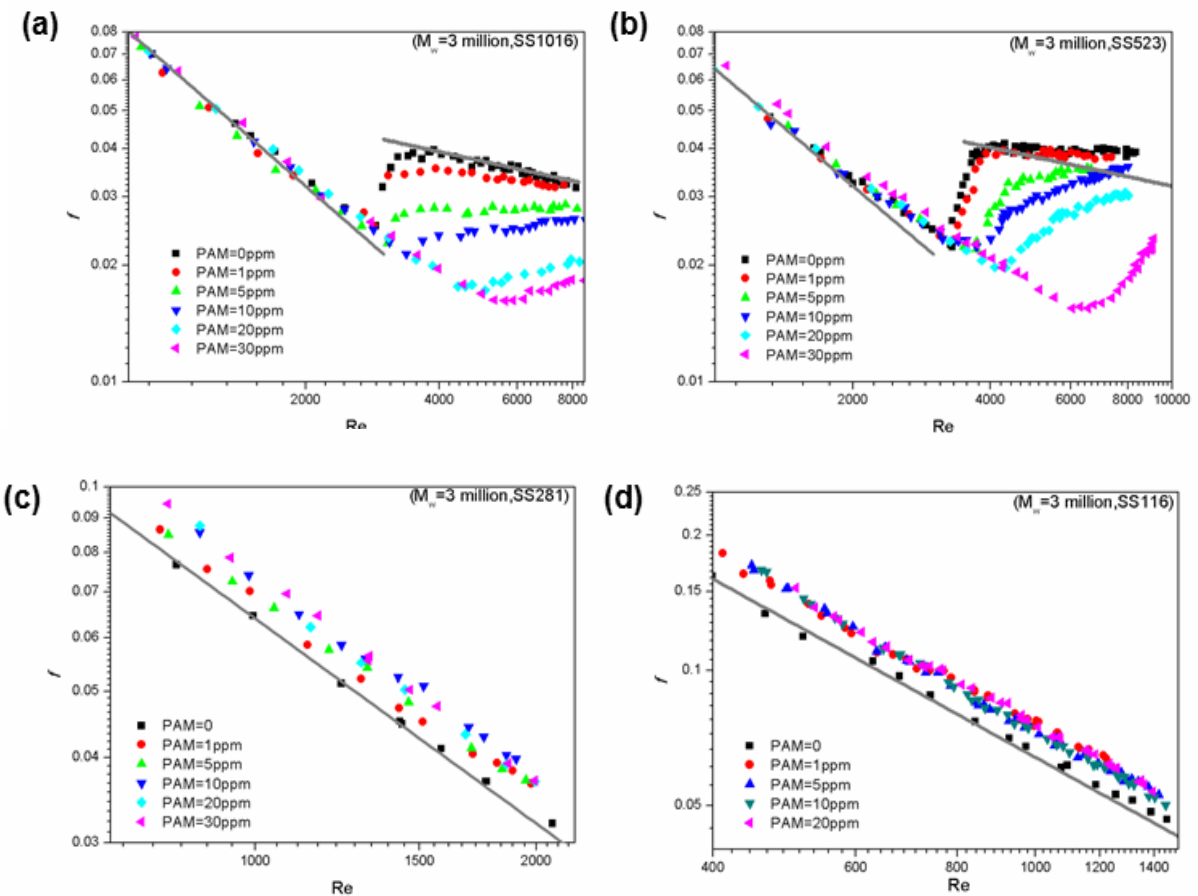 (a)
(M_w=3 million,SS1016)
0.08
0.07
0.06
0.05
0.04
0.03
0.02
0.01
f
PAM=0ppm
PAM=1ppm
PAM=5ppm
PAM=10ppm
PAM=20ppm
PAM=30ppm
2000 4000 6000 8000
Re
(b)
(M_w=3 million,SS523)
0.08
0.07
0.06
0.05
0.04
0.03
0.02
0.01
f
PAM=0ppm
PAM=1ppm
PAM=5ppm
PAM=10ppm
PAM=20ppm
PAM=30ppm
2000 4000 6000 8000 10000
Re
(c)
(M_w=3 million,SS281)
0.1
0.09
0.08
0.07
0.06
0.05
0.04
0.03
f
PAM=0
PAM=1ppm
PAM=5ppm
PAM=10ppm
PAM=20ppm
PAM=30ppm
1000 1500 2000
Re
(d)
(M_w=3 million,SS116)
0.25
0.2
0.15
0.1
0.05
f
PAM=0
PAM=1ppm
PAM=5ppm
PAM=10ppm
PAM=20ppm
400 600 800 1000 1200 1400
Re